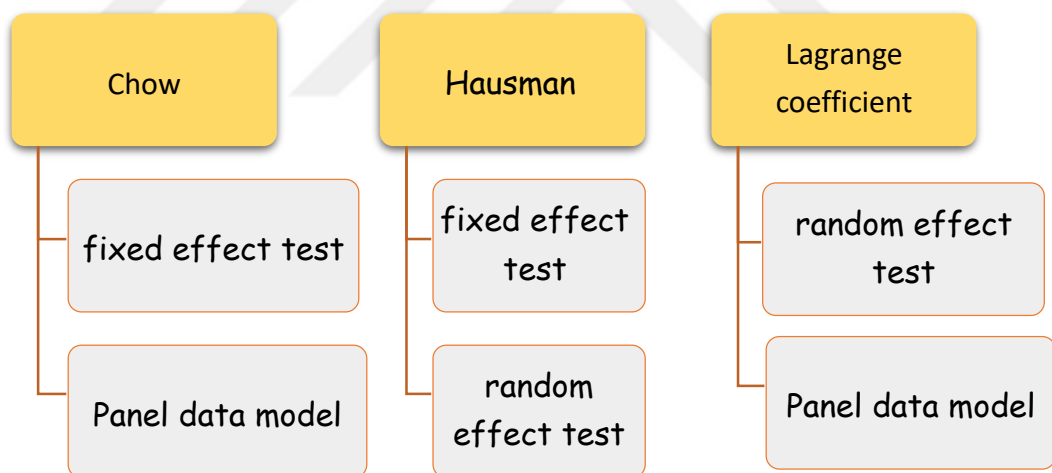 Chow
fixed effect test
Panel data model
Hausman
fixed effect
test
random
effect test
Lagrange
coefficient
random effect
test
Panel data model